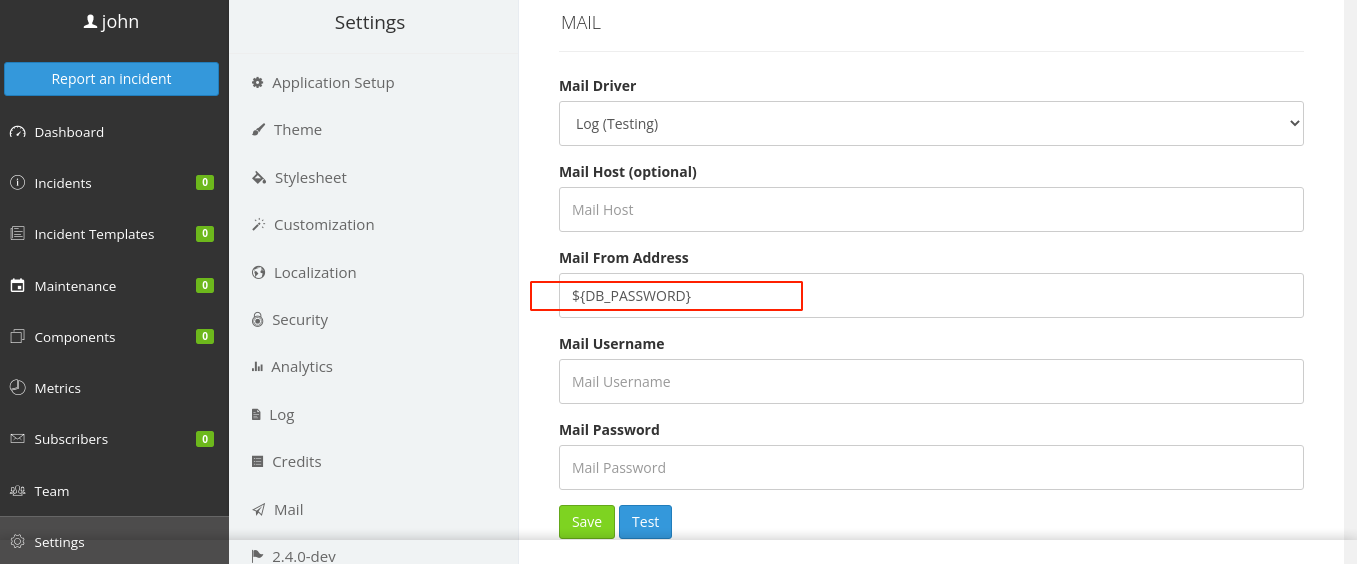 john
Report an incident
Dashboard
Incidents 0
Incident Templates 0
Maintenance 0
Components 0
Metrics
Subscribers 0
Team
Settings
Settings
Application Setup
Theme
Stylesheet
Customization
Localization
Security
Analytics
Log
Credits
Mail
2.4.0-dev
MAIL
Mail Driver
Log (Testing)
Mail Host (optional)
Mail Host
Mail From Address
${DB_PASSWORD}
Mail Username
Mail Username
Mail Password
Mail Password
Save Test